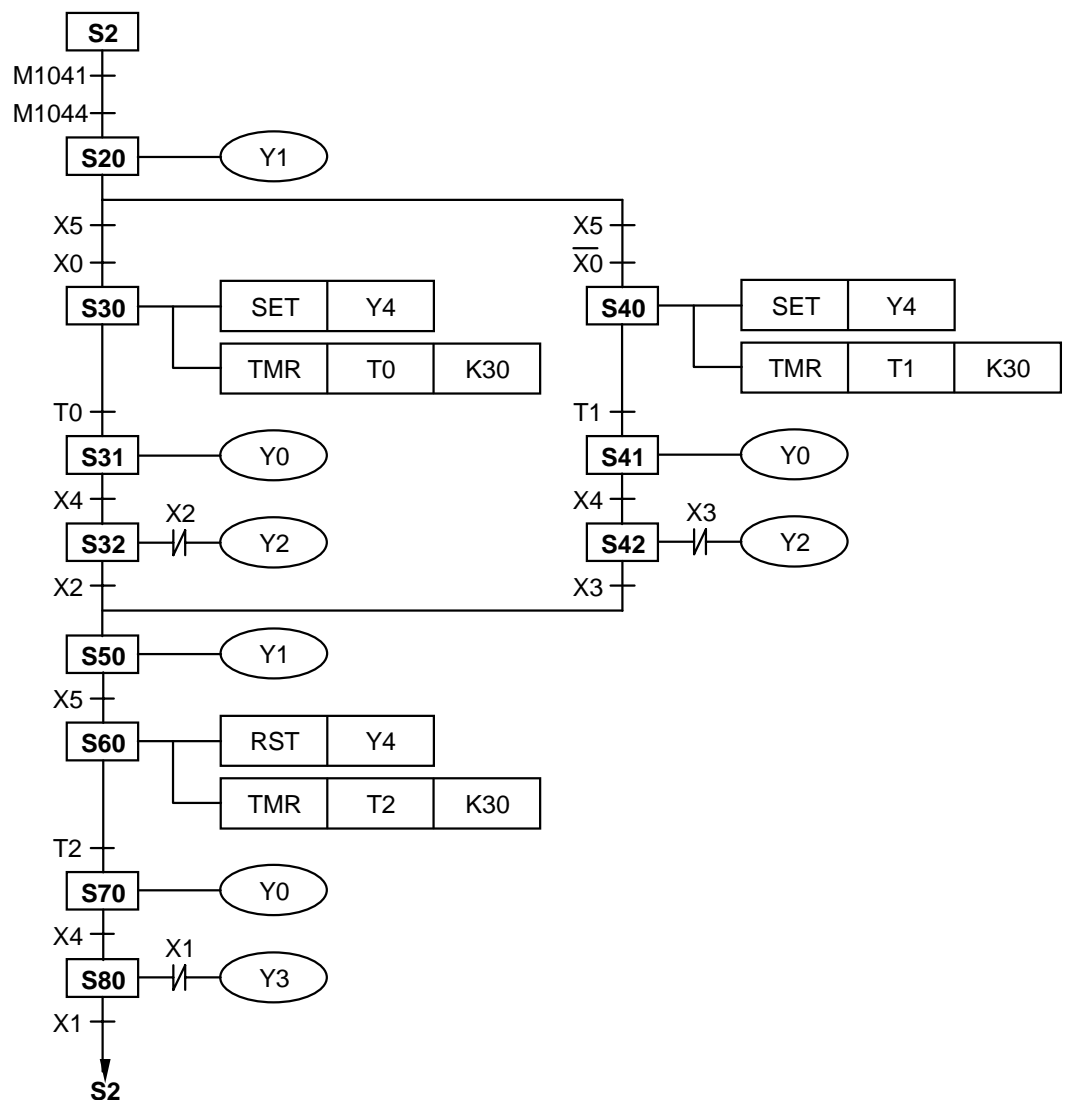 S2
M1041
M1044
S20 Y1
X5 X5
X0 X̅0̅
S30 SET Y4 S40 SET Y4
TMR T0 K30 TMR T1 K30
T0 T1
S31 Y0 S41 Y0
X4 X4
X2 X3
S32 Y2 S42 Y2
X2 X3
S50 Y1
X5
S60 RST Y4
TMR T2 K30
T2
S70 Y0
X4
X1
S80 Y3
X1
S2